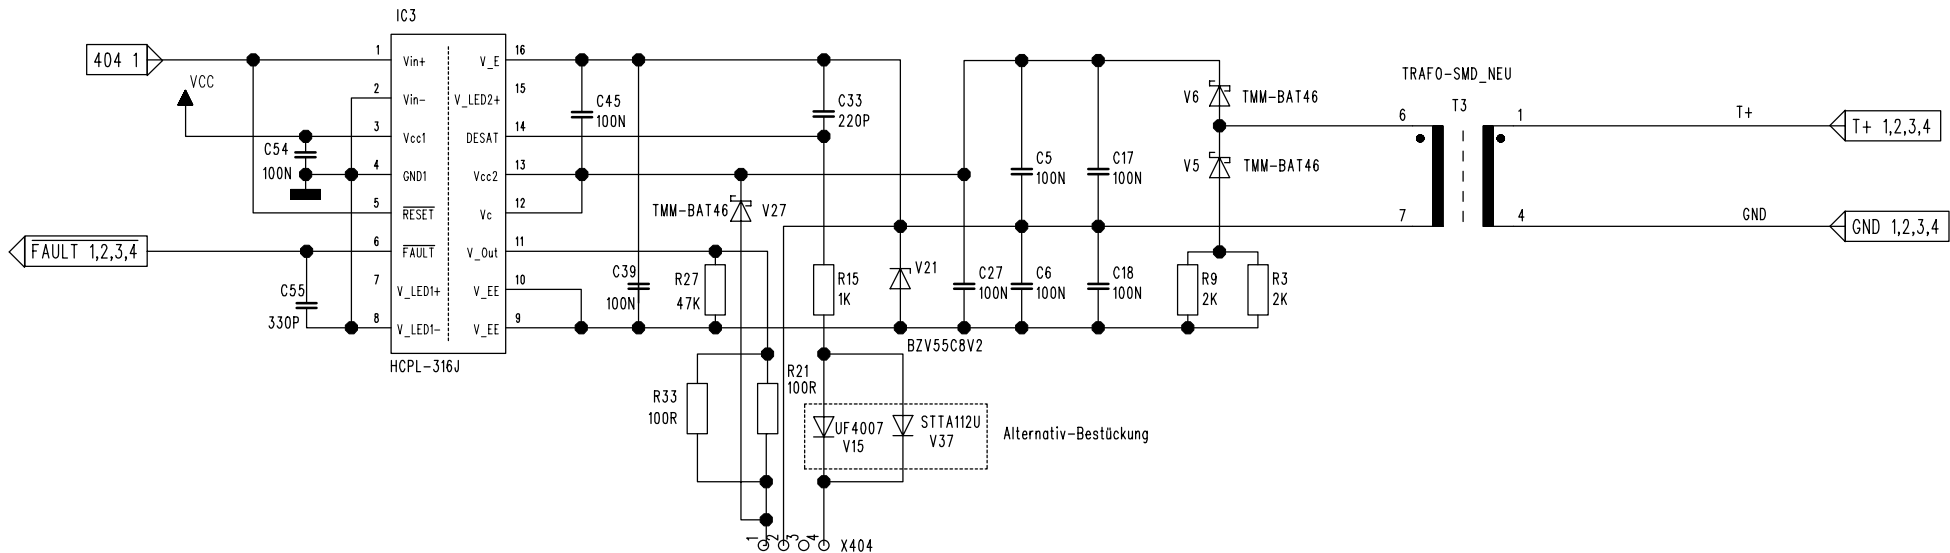 IC3
404 1
VCC
1
2
3
4
5
6
7
8
Vin+
Vin-
Vcc1
GND1
RESET
FAULT
V_LED1+
V_LED1-
V_E
V_LED2+
DESAT
Vcc2
Vc
V_Out
V_EE
V_EE
16
15
14
13
12
11
10
9
HCPL-316J
C54
100N
FAULT 1,2,3,4
C55
330P
C45
100N
C39
100N
R27
47K
TMM-BAT46
V27
C33
220P
R15
1K
V21
BZV55C8V2
C27
100N
C5
100N
C6
100N
C17
100N
C18
100N
V6
TMM-BAT46
V5
TMM-BAT46
R9
2K
R3
2K
TRAFO-SMD_NEU
T3
6
7
1
4
T+
GND
T+ 1,2,3,4
GND 1,2,3,4
R33
100R
R21
100R
UF4007
V15
STTA112U
V37
Alternativ-Bestückung
1
2
3
4
X404